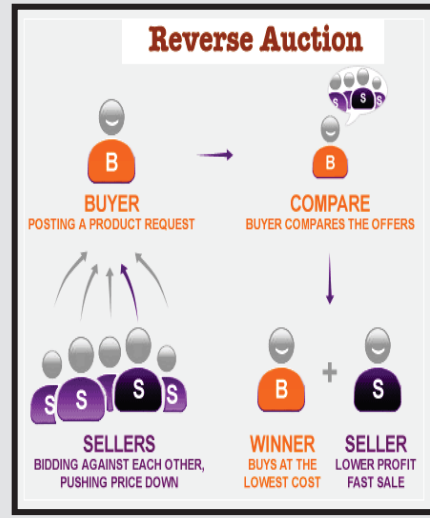 Reverse Auction
S S S S
B
B
BUYER
POSTING A PRODUCT REQUEST
COMPARE
BUYER COMPARES THE OFFERS
S S S S
B
+
S
SELLERS
BIDDING AGAINST EACH OTHER,
PUSHING PRICE DOWN
WINNER
BUYS AT THE
LOWEST COST
SELLER
LOWER PROFIT
FAST SALE